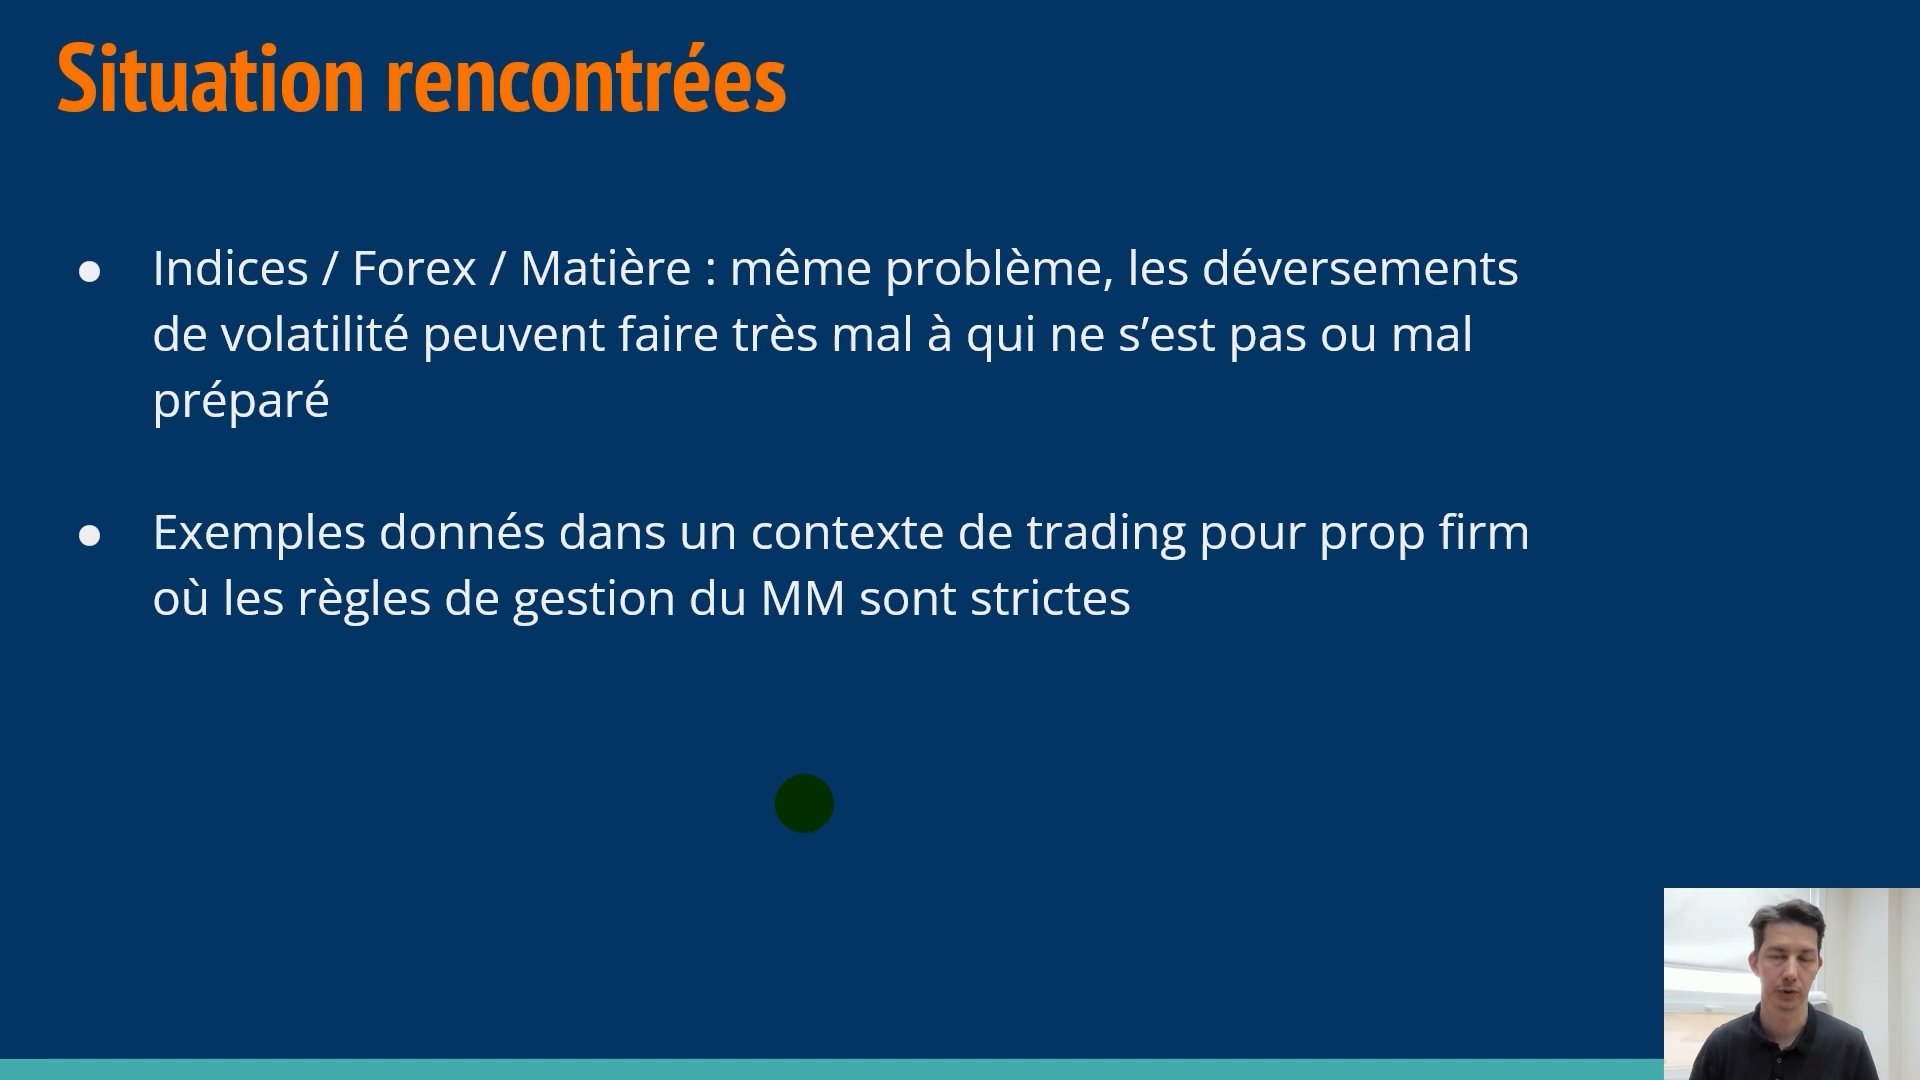 Situation rencontrées
● Indices / Forex / Matière : même problème, les déversements
de volatilité peuvent faire très mal à qui ne s’est pas ou mal
préparé
● Exemples donnés dans un contexte de trading pour prop firm
où les règles de gestion du MM sont strictes